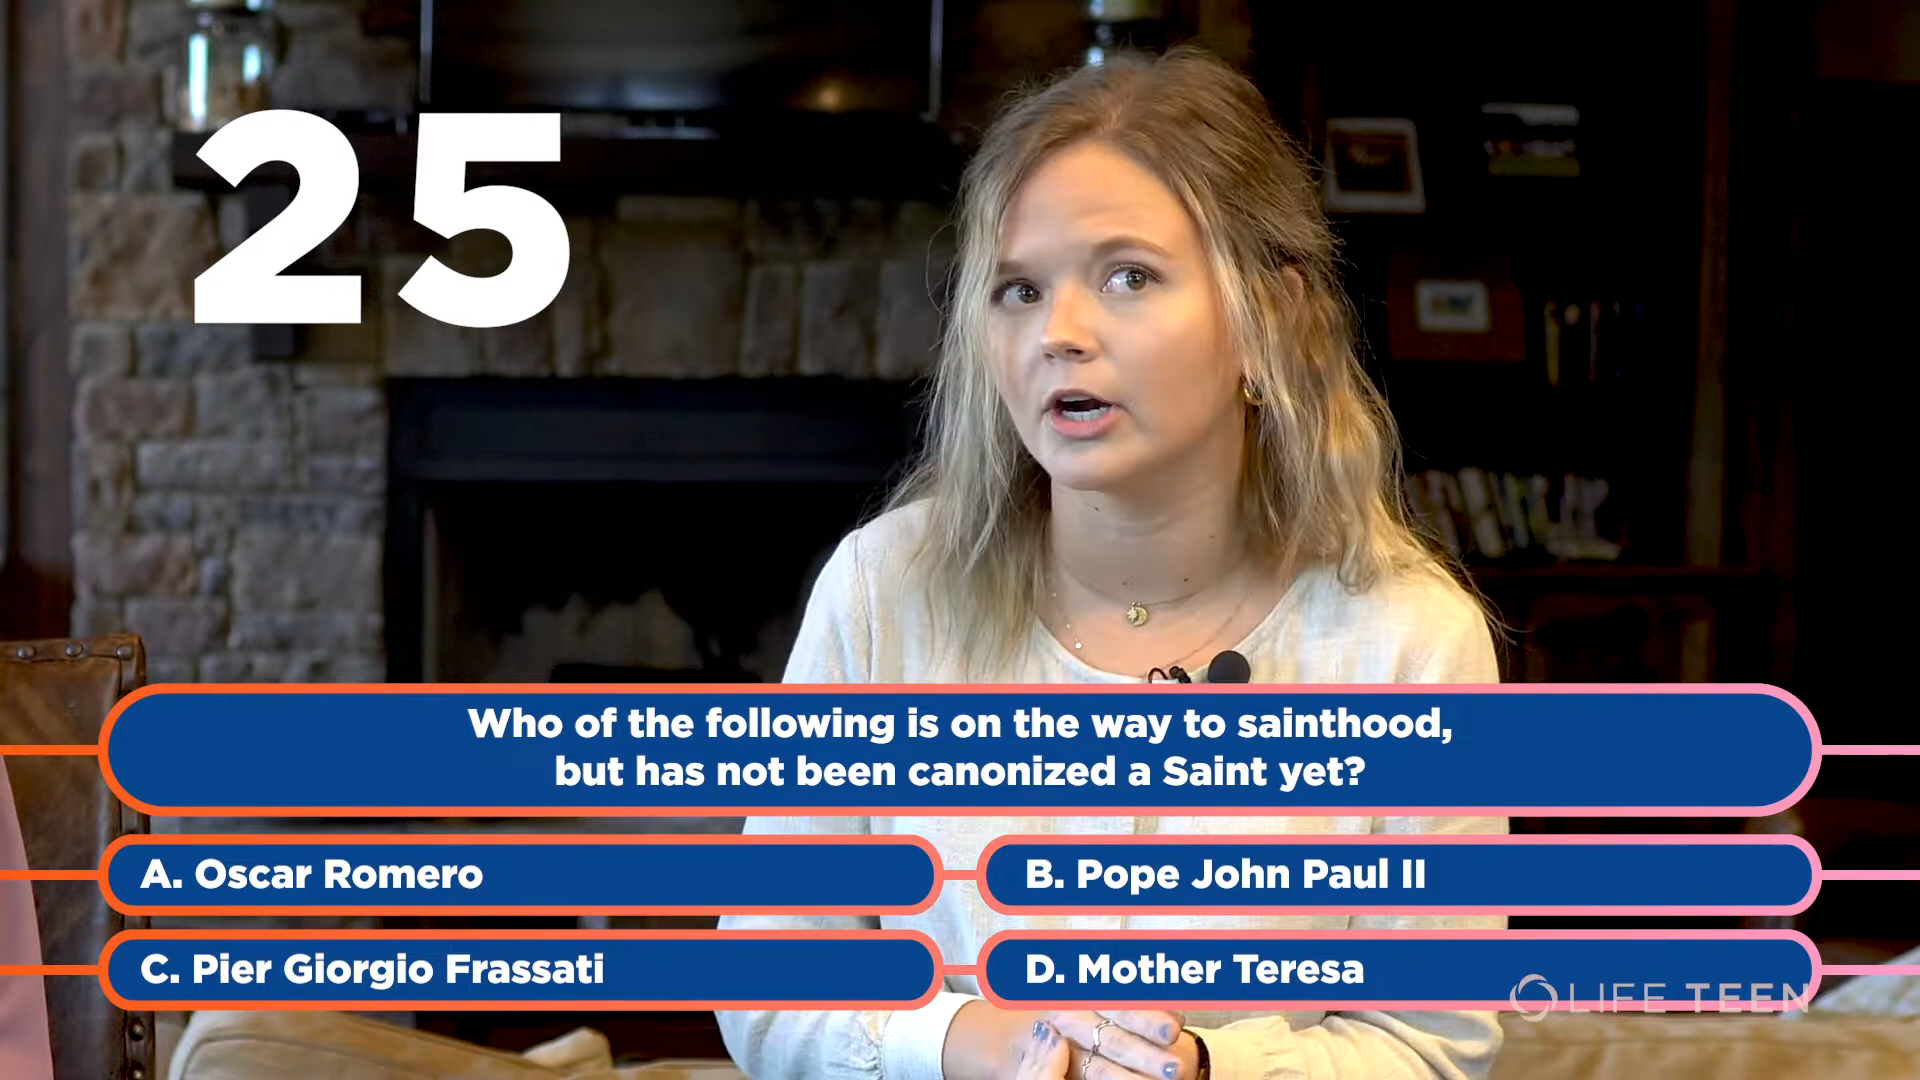 25
Who of the following is on the way to sainthood,
but has not been canonized a Saint yet?
A. Oscar Romero
B. Pope John Paul II
C. Pier Giorgio Frassati
D. Mother Teresa
LIFE TEEN